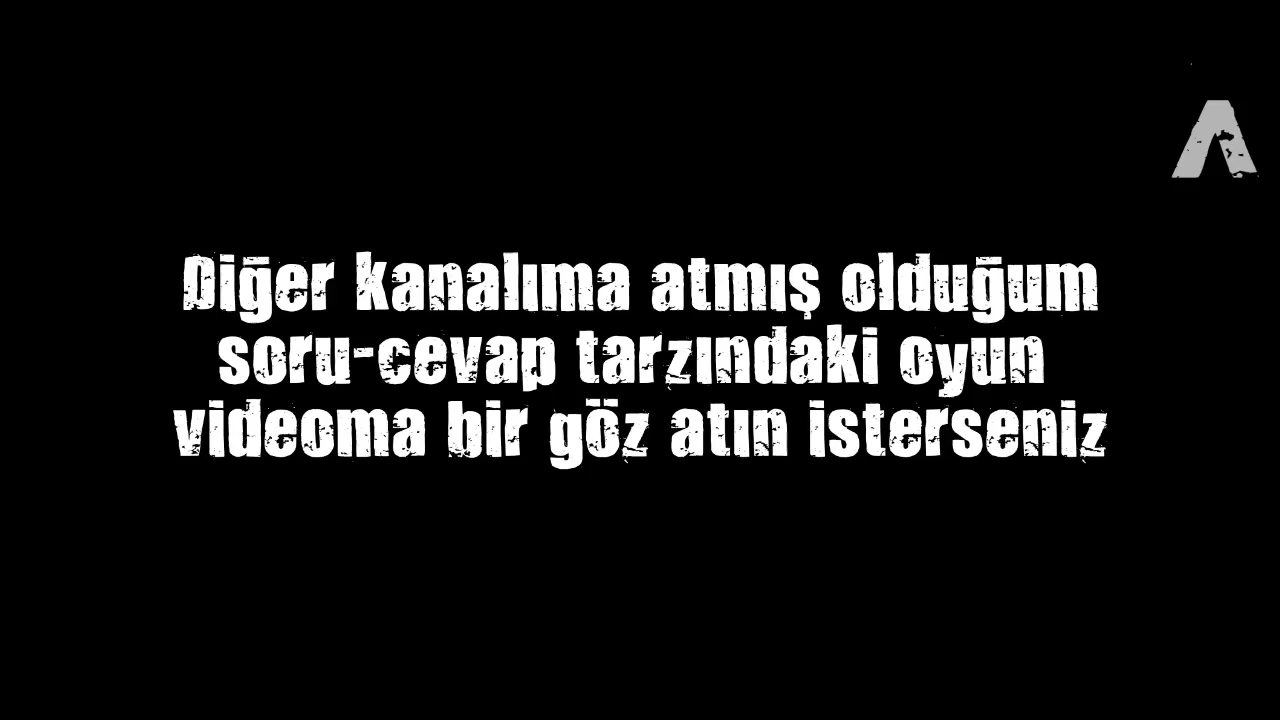 Diğer kanalıma atmış olduğum
soru-cevap tarzındaki oyun
videoma bir göz atın isterseniz